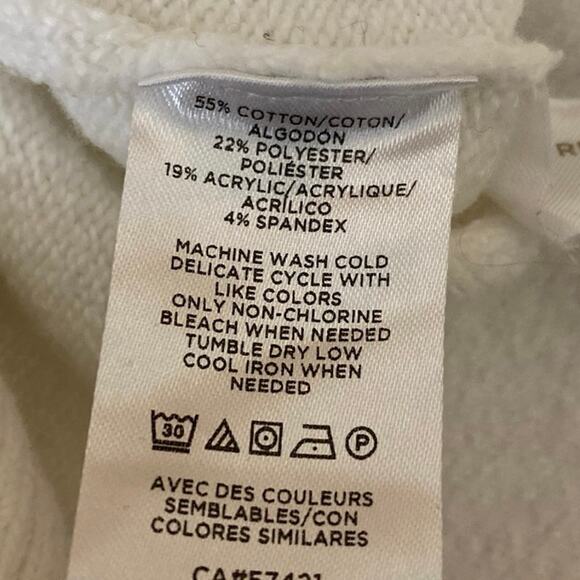 55% COTTON/COTON/
ALGODÓN
22% POLYESTER/
POLIÉSTER
19% ACRYLIC/ACRYLIQUE/
ACRÍLICO
4% SPANDEX
MACHINE WASH COLD
DELICATE CYCLE WITH
LIKE COLORS
ONLY NON-CHLORINE
BLEACH WHEN NEEDED
TUMBLE DRY LOW
COOL IRON WHEN
NEEDED
30 P
AVEC DES COULEURS
SEMBLABLES/CON
COLORES SIMILARES
CA#57421